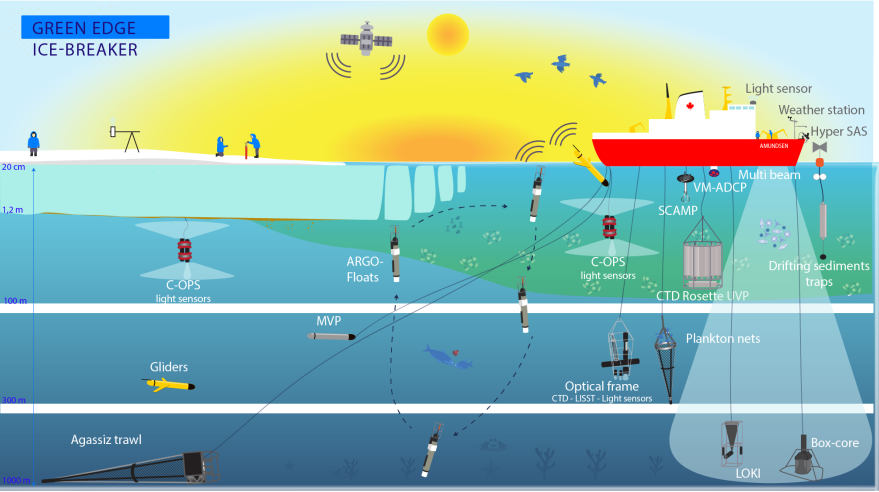 GREEN EDGE
ICE-BREAKER
Light sensor
Weather station
Hyper SAS
AMUNDSEN
20 cm
Multi beam
VM-ADCP
1,2 m
SCAMP
ARGO-
Floats
C-OPS
light sensors
C-OPS
light sensors
Drifting sediments
traps
CTD Rosette UVP
100 m
MVP
Plankton nets
Gliders
Optical frame
CTD - LISST - Light sensors
300 m
Agassiz trawl
Box-core
LOKI
1000 m